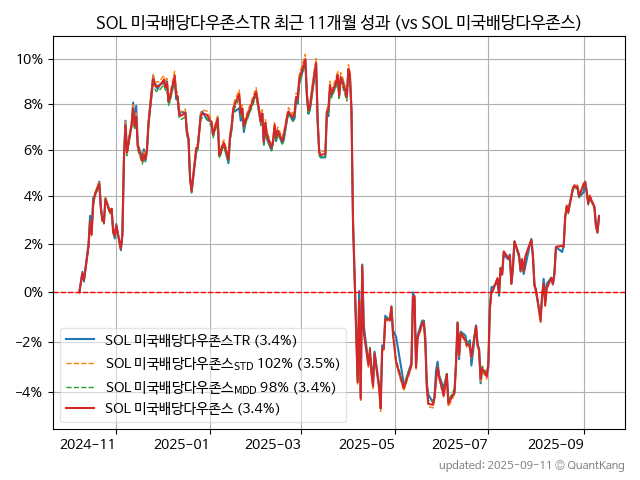 SOL 미국배당다우존스TR 최근 11개월 성과 (vs SOL 미국배당다우존스)
10%
8%
6%
4%
2%
0%
−2%
−4%
SOL 미국배당다우존스TR (3.4%)
SOL 미국배당다우존스STD 102% (3.5%)
SOL 미국배당다우존스MDD 98% (3.4%)
SOL 미국배당다우존스 (3.4%)
2024-11 2025-01 2025-03 2025-05 2025-07 2025-09
updated: 2025-09-11 © QuantKang